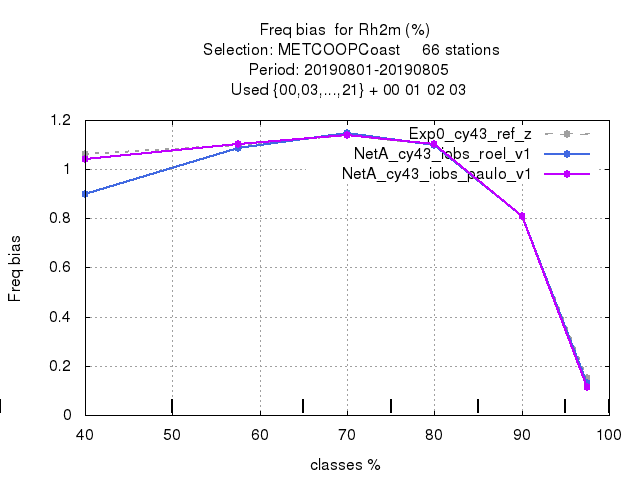 Freq bias  for Rh2m (%)
Selection: METCOOPCoast     66 stations
Period: 20190801-20190805
Used {00,03,...,21} + 00 01 02 03
Exp0_cy43_ref_z
NetA_cy43_iobs_roel_v1
NetA_cy43_iobs_paulo_v1
1.2
1
0.8
0.6
0.4
0.2
0
Freq bias
40 50 60 70 80 90 100
classes %